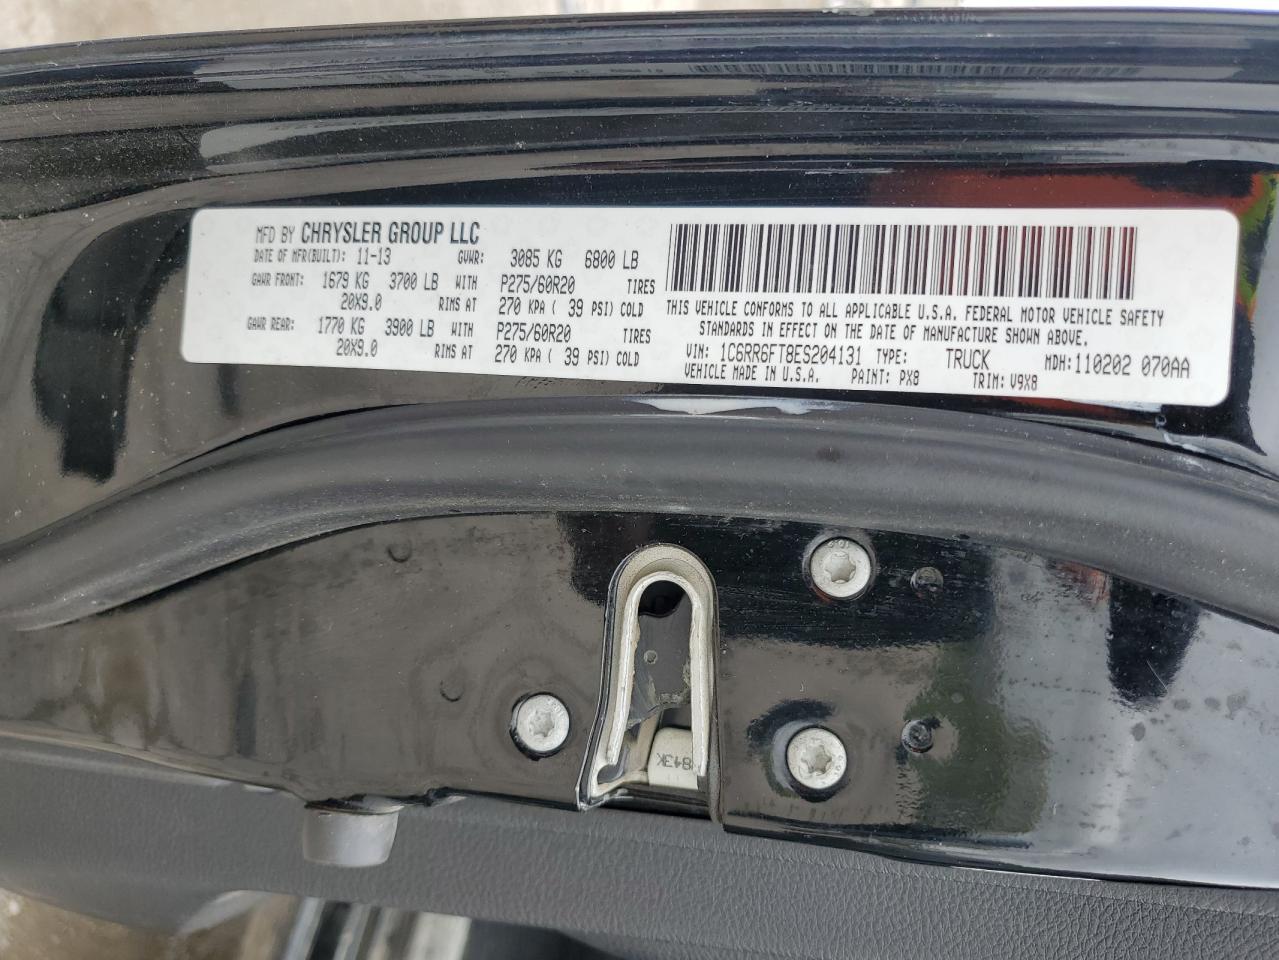 MFD BY CHRYSLER GROUP LLC
DATE OF MFR(BUILT): 11-13 GVWR: 3085 KG 6800 LB
GAWR FRONT: 1679 KG 3700 LB WITH P275/60R20 TIRES
20X9.0 RIMS AT 270 KPA ( 39 PSI) COLD
GAWR REAR: 1770 KG 3900 LB WITH P275/60R20 TIRES
20X9.0 RIMS AT 270 KPA ( 39 PSI) COLD
THIS VEHICLE CONFORMS TO ALL APPLICABLE U.S.A. FEDERAL MOTOR VEHICLE SAFETY
STANDARDS IN EFFECT ON THE DATE OF MANUFACTURE SHOWN ABOVE.
VIN: 1C6RR6FT8ES204131 TYPE: TRUCK MDH:110202 070AA
VEHICLE MADE IN U.S.A. PAINT: PX8 TRIM: V9X8
843K